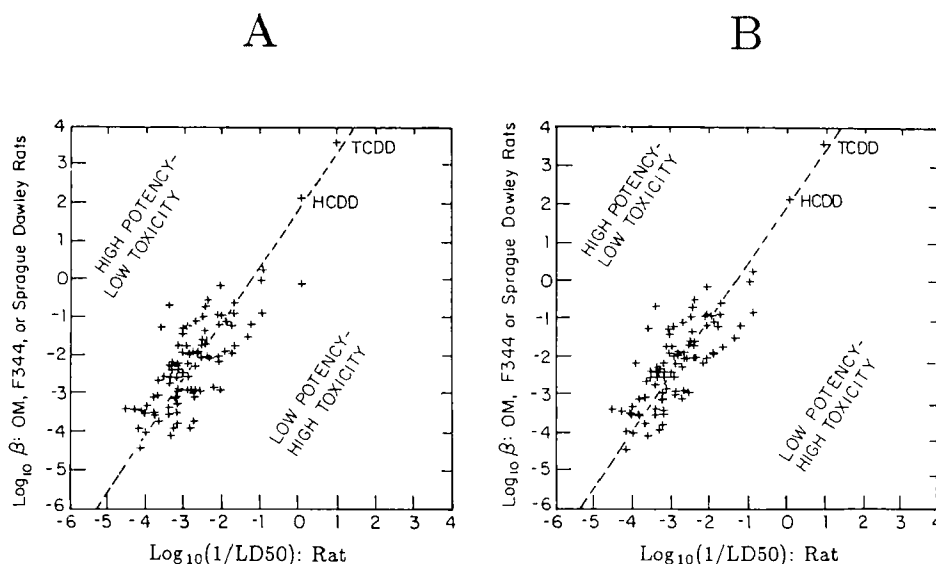 A
B
Log10 β: OM, F344, or Sprague Dawley Rats
4
3
2
1
0
-1
-2
-3
-4
-5
-6
HIGH POTENCY-
LOW TOXICITY
LOW POTENCY-
HIGH TOXICITY
TCDD
HCDD
-6 -5 -4 -3 -2 -1 0 1 2 3 4
Log10(1/LD50): Rat
Log10 β: OM, F344, or Sprague Dawley Rats
4
3
2
1
0
-1
-2
-3
-4
-5
-6
HIGH POTENCY-
LOW TOXICITY
LOW POTENCY-
HIGH TOXICITY
TCDD
HCDD
-6 -5 -4 -3 -2 -1 0 1 2 3 4
Log10(1/LD50): Rat